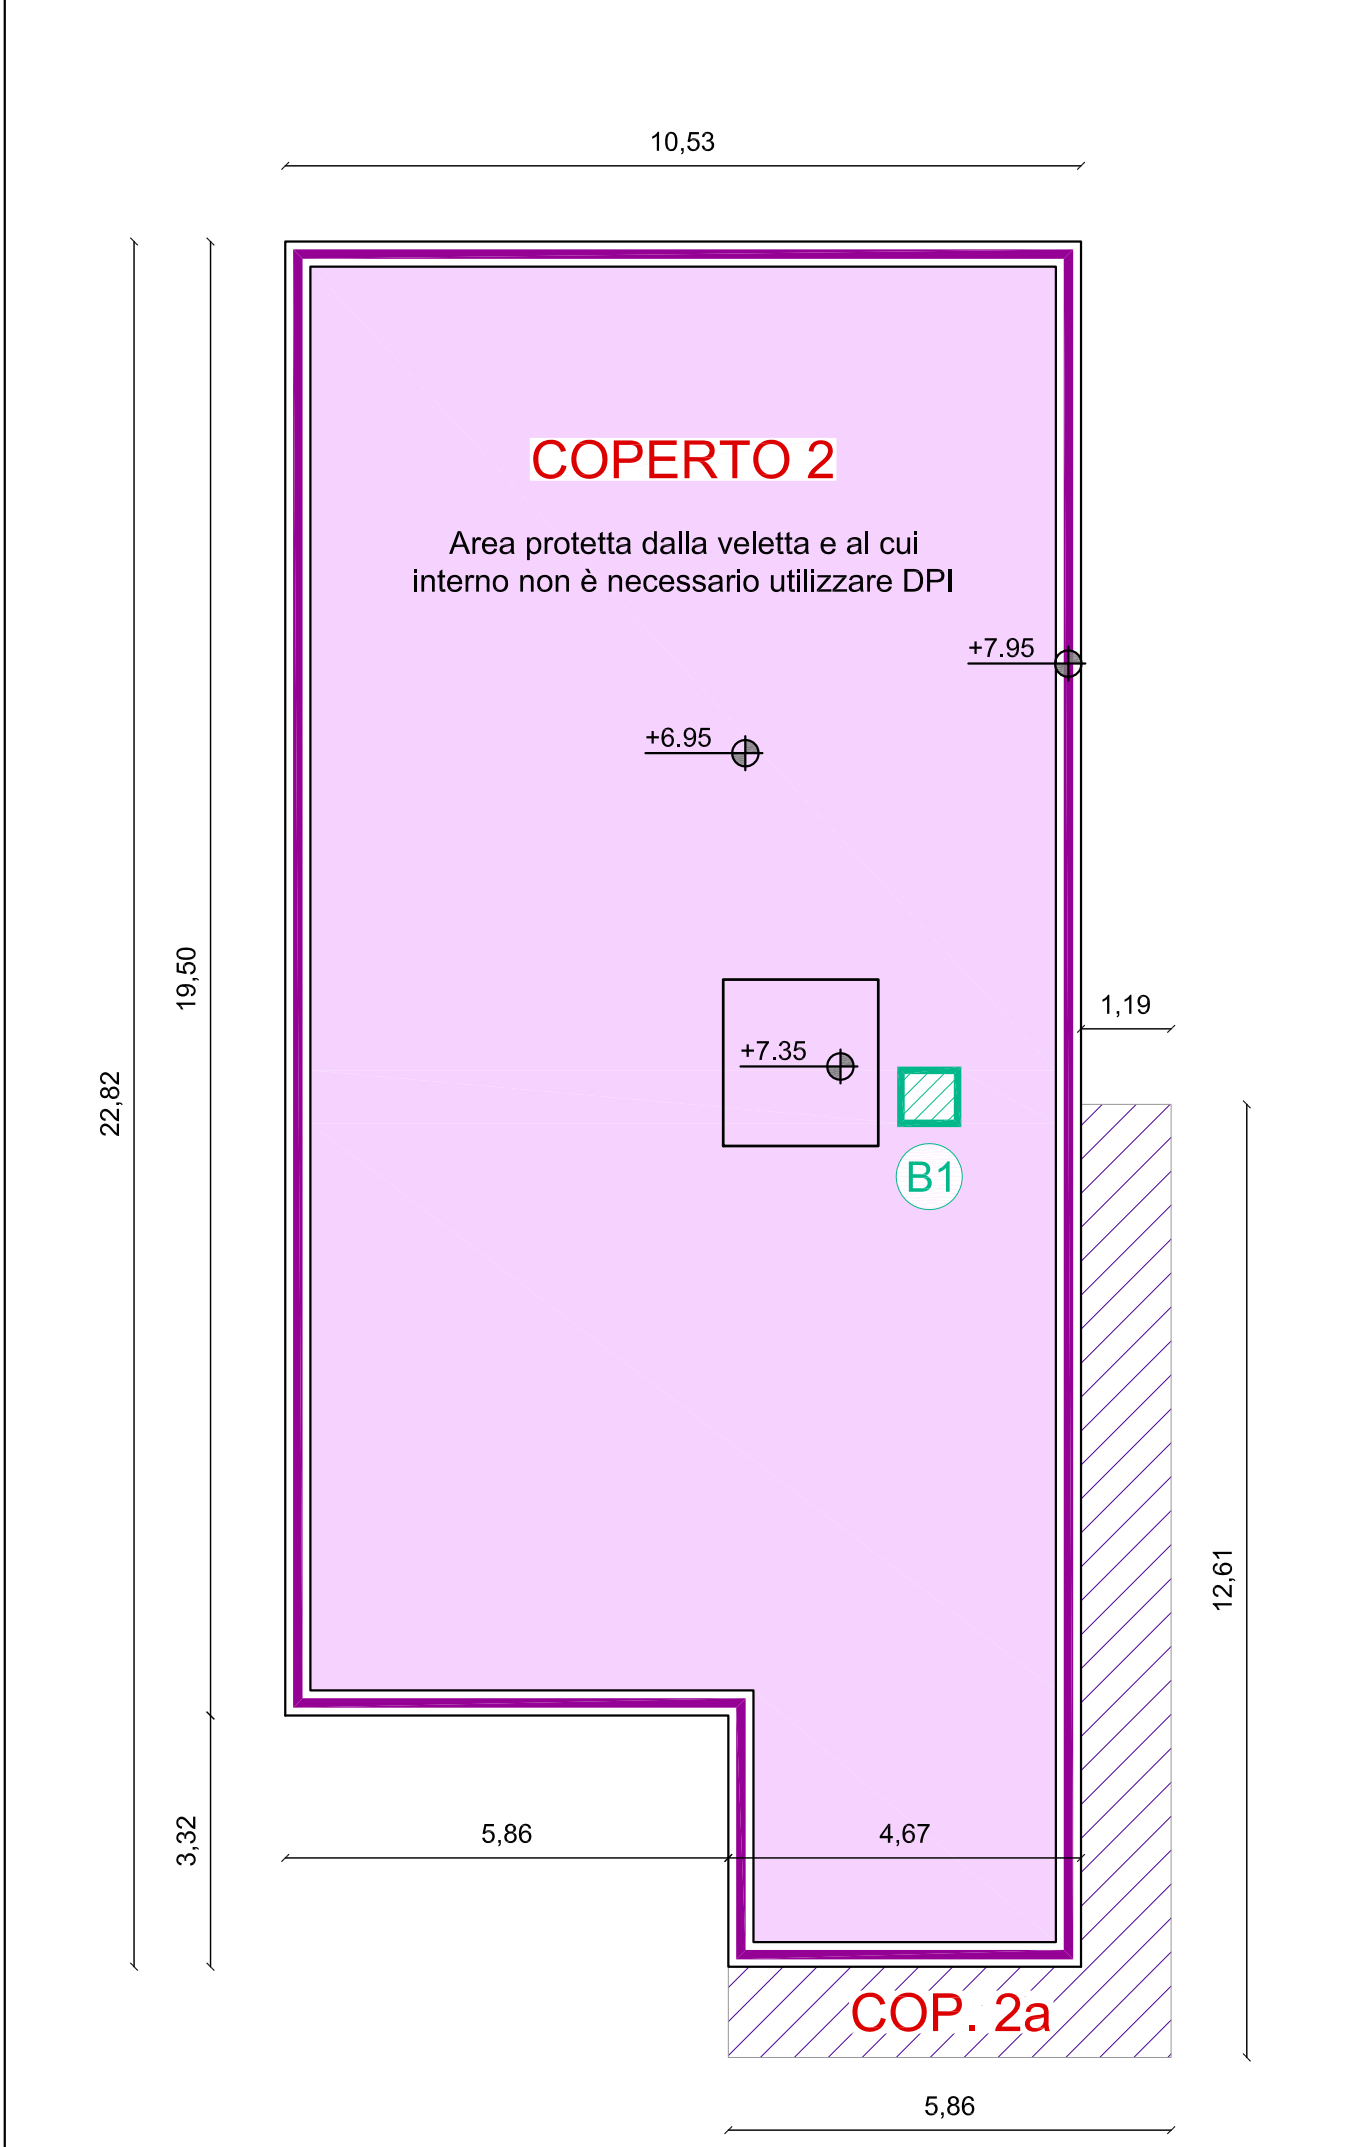 10,53
COPERTO 2
Area protetta dalla veletta e al cui
interno non è necessario utilizzare DPI
+7.95
+6.95
19,50
1,19
+7.35
22,82
B1
12,61
3,32
5,86
4,67
COP. 2a
5,86